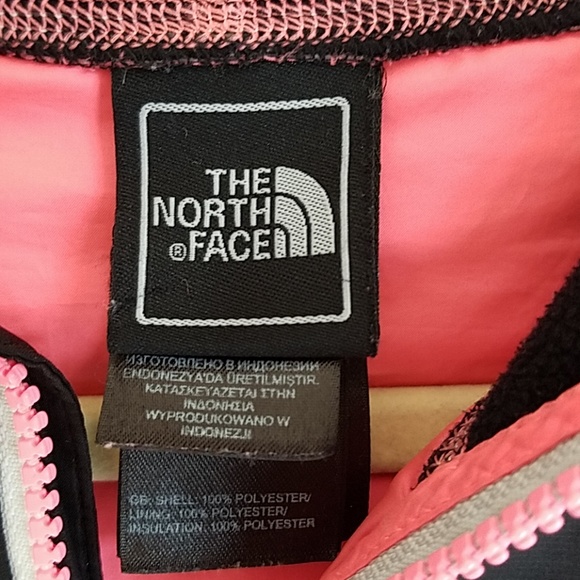 THE
NORTH
® FACE
ИЗГОТОВЛЕНО В ИНДОНЕЗИИ
ENDONEZYA'DA ÜRETILMIŞTIR.
ΚΑΤΑΣΚΕΥΑΖΕΤΑΙ ΣΤΗΝ
ΙΝΔΟΝΗΣΙΑ
WYPRODUKOWANO W
INDONEZJI
GB: SHELL: 100% POLYESTER/
LINING: 100% POLYESTER/
INSULATION: 100% POLYESTER